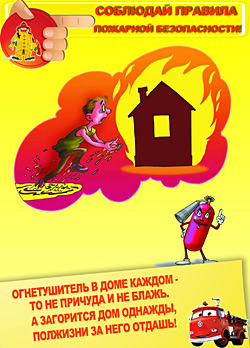 СОБЛЮДАЙ ПРАВИЛА
ПОЖАРНОЙ БЕЗОПАСНОСТИ!
ОГНЕТУШИТЕЛЬ В ДОМЕ КАЖДОМ -
ТО НЕ ПРИЧУДА И НЕ БЛАЖЬ.
А ЗАГОРИТСЯ ДОМ ОДНАЖДЫ,
ПОЛЖИЗНИ ЗА НЕГО ОТДАШЬ!